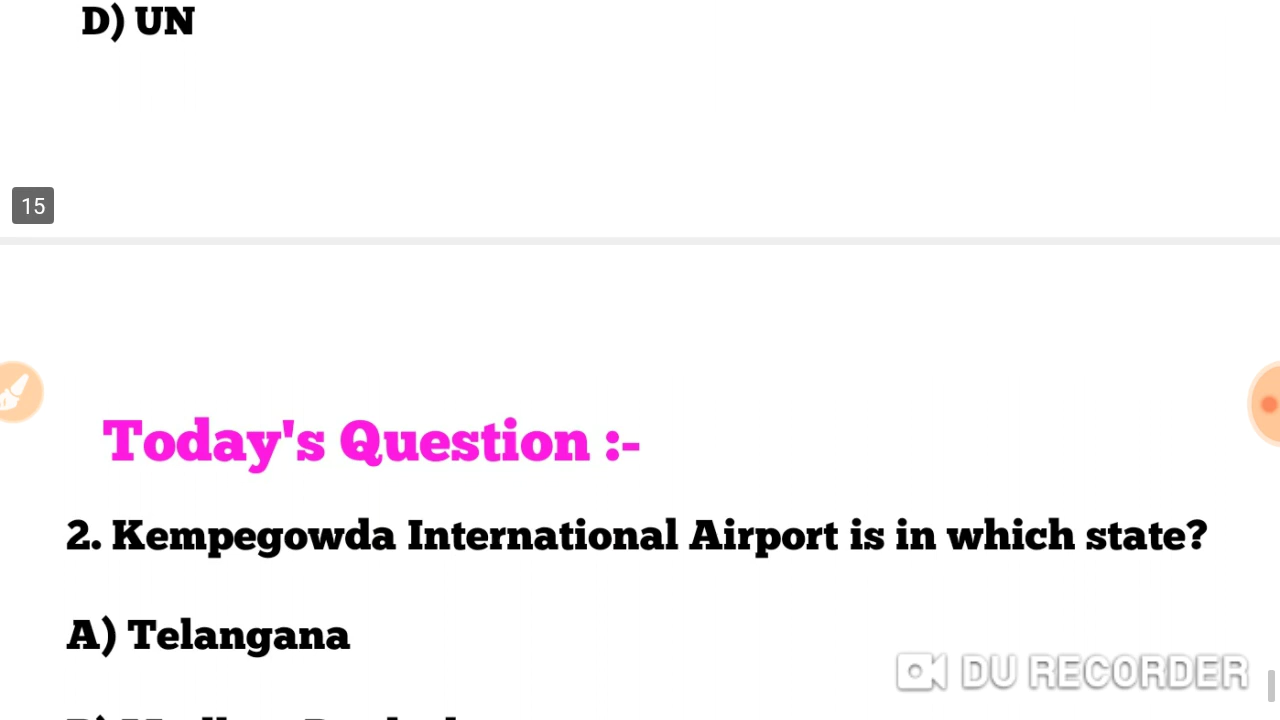 D) UN
15
Today's Question :-
2. Kempegowda International Airport is in which state?
A) Telangana
DU RECORDER